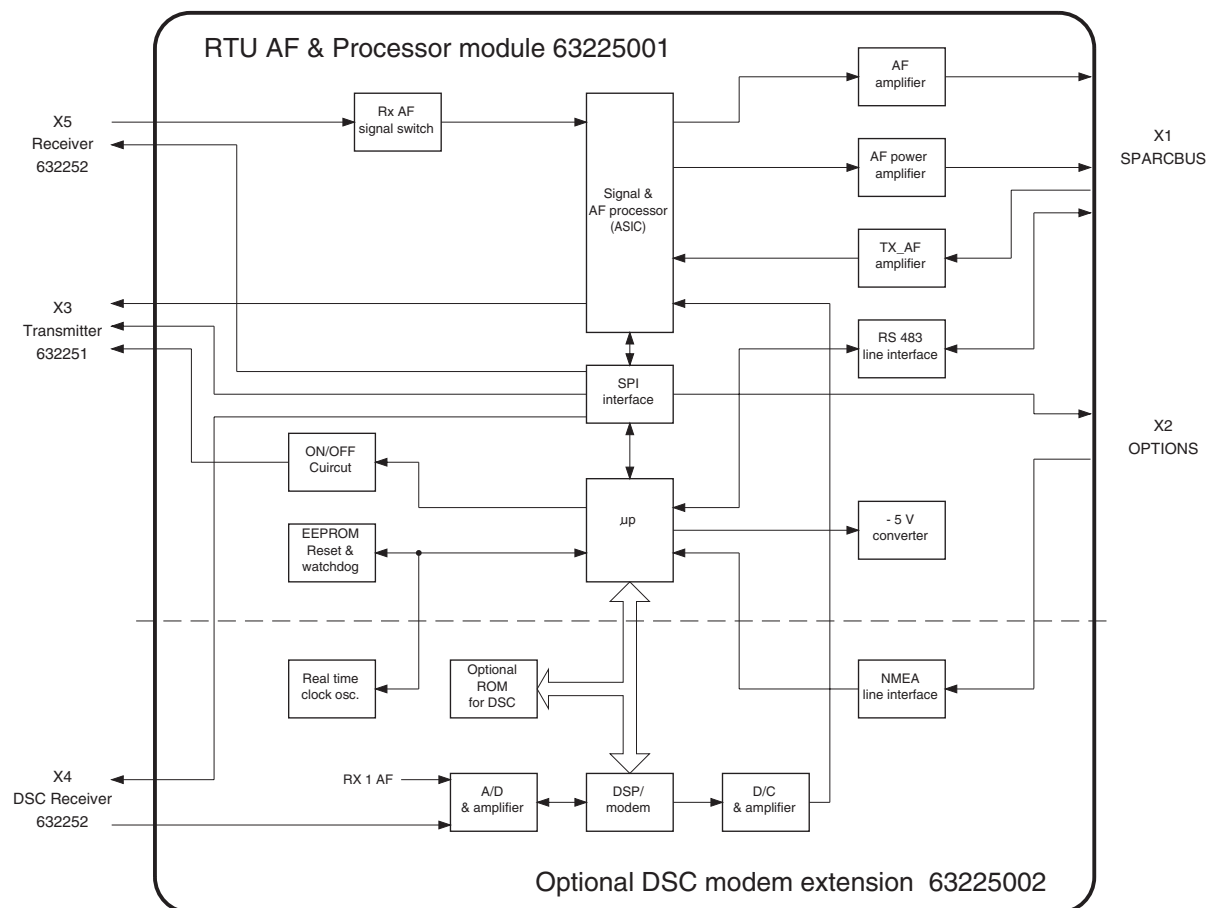 RTU AF & Processor module 63225001
AF
amplifier
X5
Receiver
632252
Rx AF
signal switch
X1
SPARCBUS
AF power
amplifier
Signal &
AF processor
(ASIC)
TX_AF
amplifier
X3
Transmitter
632251
RS 483
line interface
SPI
interface
X2
OPTIONS
ON/OFF
Cuircut
µp
- 5 V
converter
EEPROM
Reset &
watchdog
Real time
clock osc.
Optional
ROM
for DSC
NMEA
line interface
X4
DSC Receiver
632252
RX 1 AF
A/D
& amplifier
DSP/
modem
D/C
& amplifier
Optional DSC modem extension 63225002